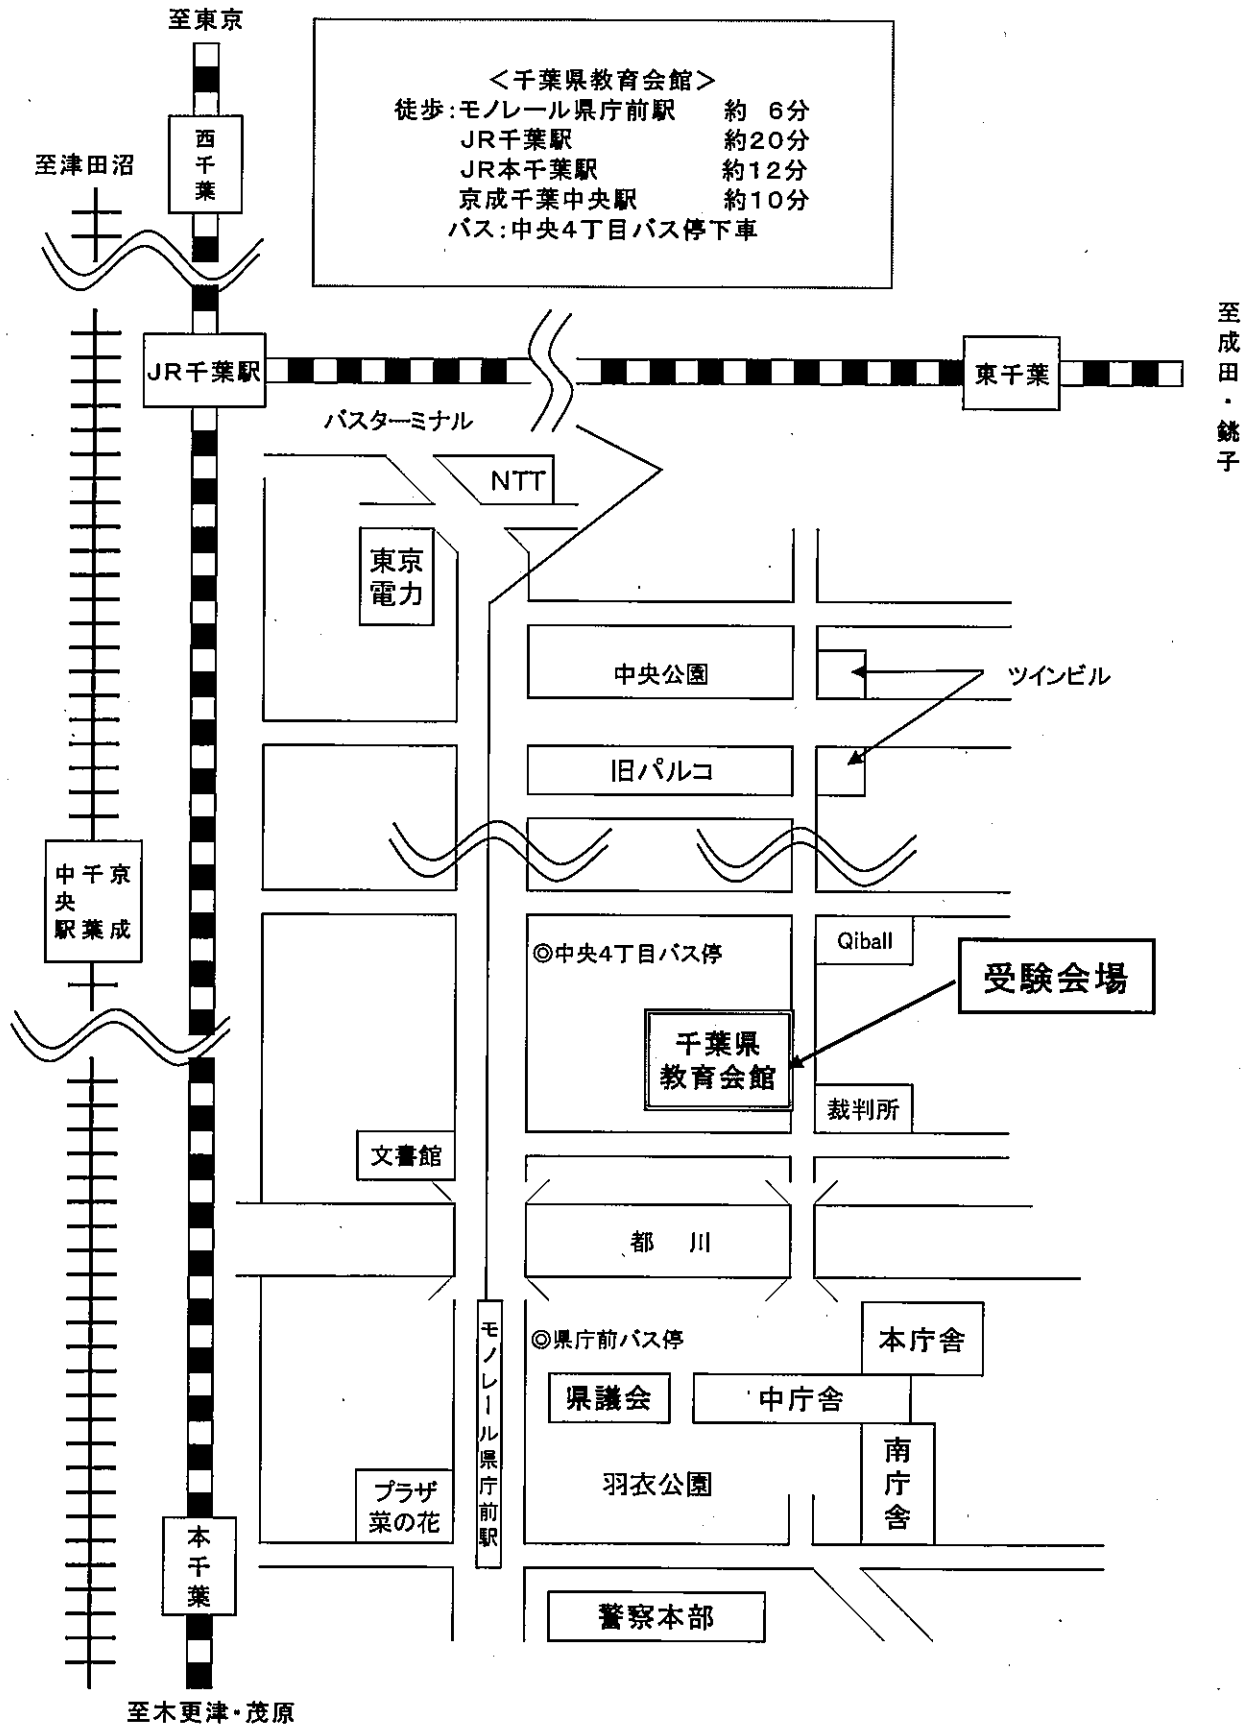 至東京
<千葉県教育会館>
徒歩:モノレール県庁前駅 約 6分
JR千葉駅 約20分
JR本千葉駅 約12分
京成千葉中央駅 約10分
バス:中央4丁目バス停下車
西千葉
至津田沼
至成田・銚子
JR千葉駅
東千葉
バスターミナル
NTT
東京
電力
中央公園
ツインビル
旧パルコ
京成
千葉
中央駅
◎中央4丁目バス停
Qiball
受験会場
千葉県
教育会館
裁判所
文書館
都 川
モノレール県庁前駅
◎県庁前バス停
本庁舎
県議会
中庁舎
南庁舎
羽衣公園
プラザ
菜の花
本千葉
警察本部
至木更津・茂原